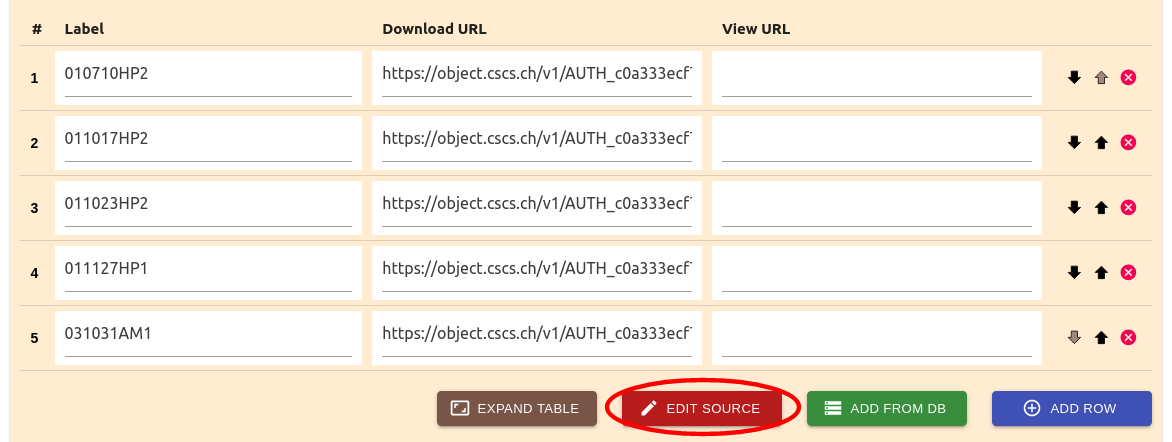 # Label Download URL View URL
1 010710HP2 https://object.cscs.ch/v1/AUTH_c0a333ecf
2 011017HP2 https://object.cscs.ch/v1/AUTH_c0a333ecf
3 011023HP2 https://object.cscs.ch/v1/AUTH_c0a333ecf
4 011127HP1 https://object.cscs.ch/v1/AUTH_c0a333ecf
5 031031AM1 https://object.cscs.ch/v1/AUTH_c0a333ecf
EXPAND TABLE EDIT SOURCE ADD FROM DB ADD ROW